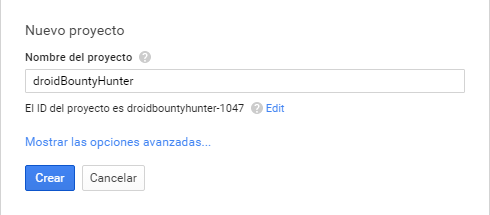 Nuevo proyecto
Nombre del proyecto ?
droidBountyHunter
El ID del proyecto es droidbountyhunter-1047 ? Edit
Mostrar las opciones avanzadas...
Crear Cancelar